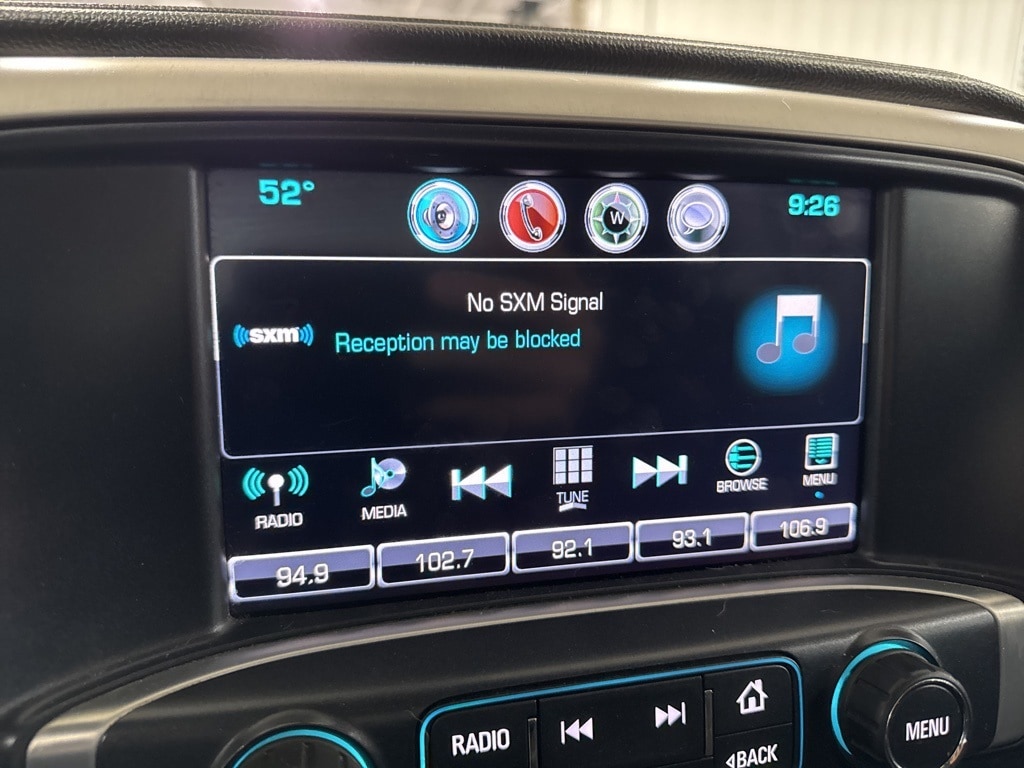 52°
W
9:26
No SXM Signal
((sxm))
Reception may be blocked
RADIO
MEDIA
TUNE
BROWSE
MENU
94.9
102.7
92.1
93.1
106.9
RADIO
BACK
MENU